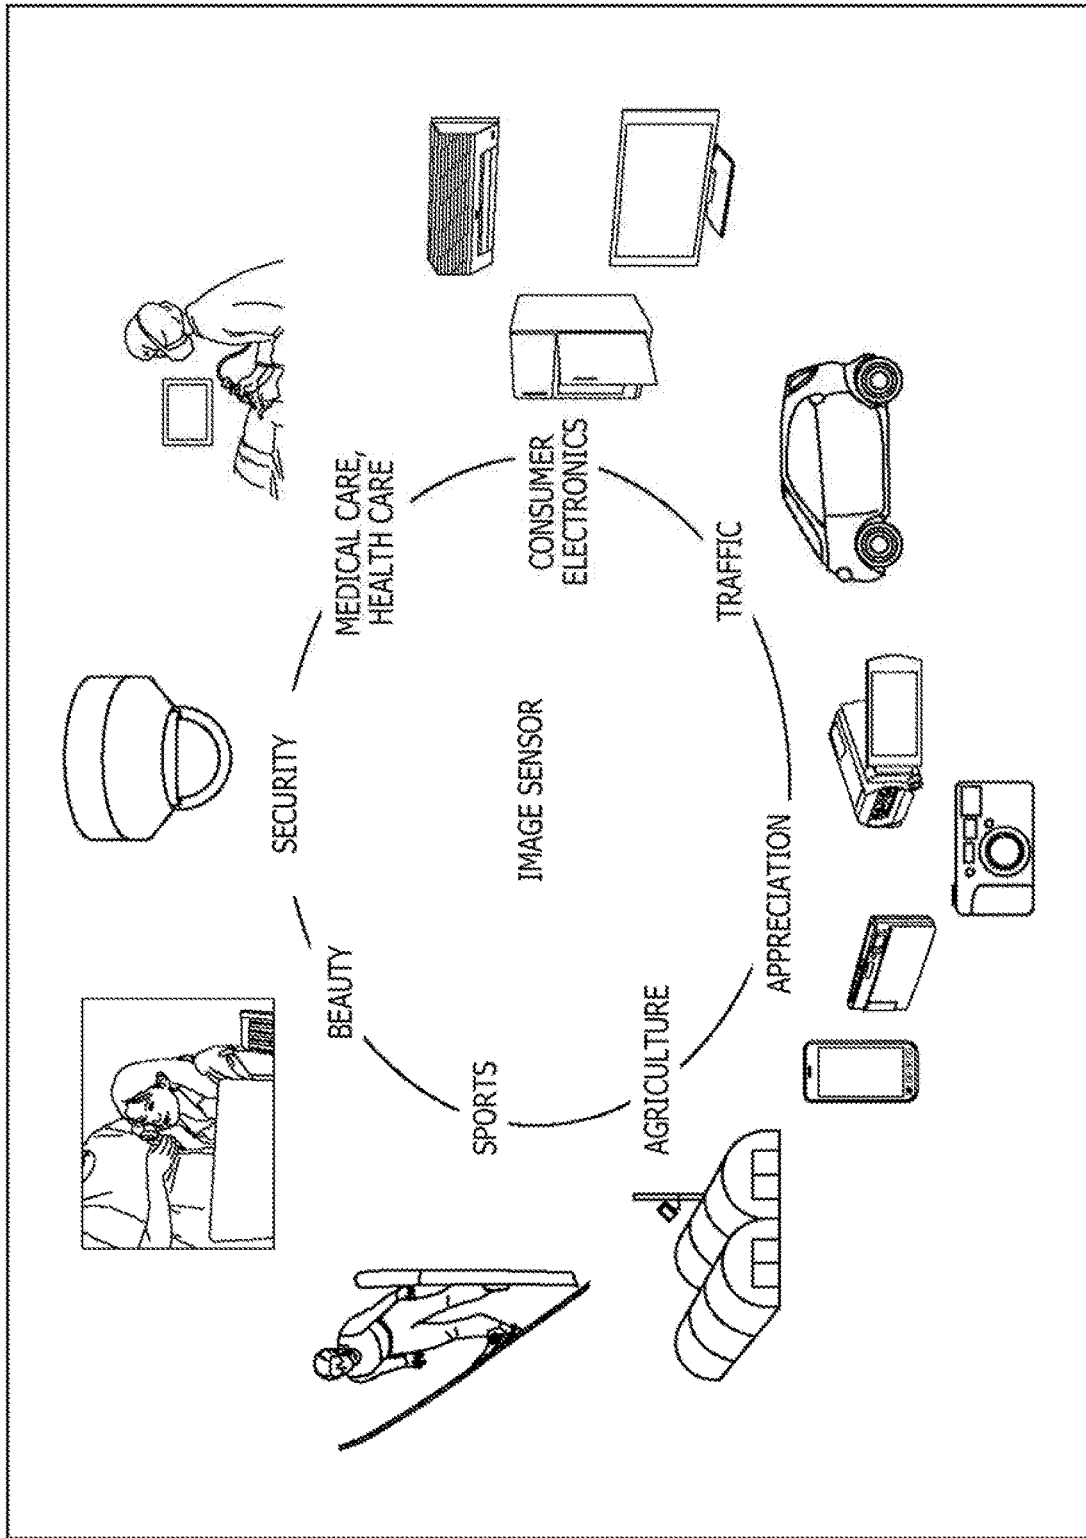 SECURITY
MEDICAL CARE,
HEALTH CARE
BEAUTY
SPORTS
IMAGE SENSOR
CONSUMER
ELECTRONICS
AGRICULTURE
TRAFFIC
APPRECIATION